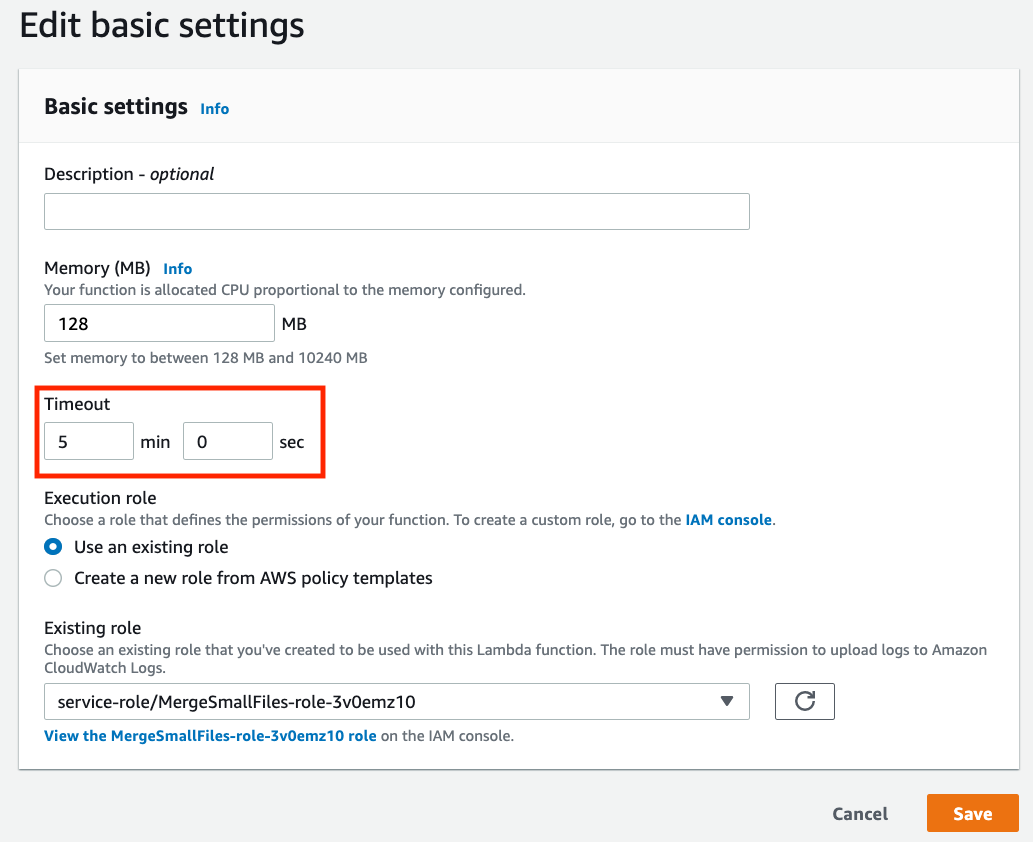 Edit basic settings
Basic settings Info
Description - optional
Memory (MB) Info
Your function is allocated CPU proportional to the memory configured.
128 MB
Set memory to between 128 MB and 10240 MB
Timeout
5 min 0 sec
Execution role
Choose a role that defines the permissions of your function. To create a custom role, go to the IAM console.
Use an existing role
Create a new role from AWS policy templates
Existing role
Choose an existing role that you've created to be used with this Lambda function. The role must have permission to upload logs to Amazon
CloudWatch Logs.
service-role/MergeSmallFiles-role-3v0emz10
View the MergeSmallFiles-role-3v0emz10 role on the IAM console.
Cancel Save